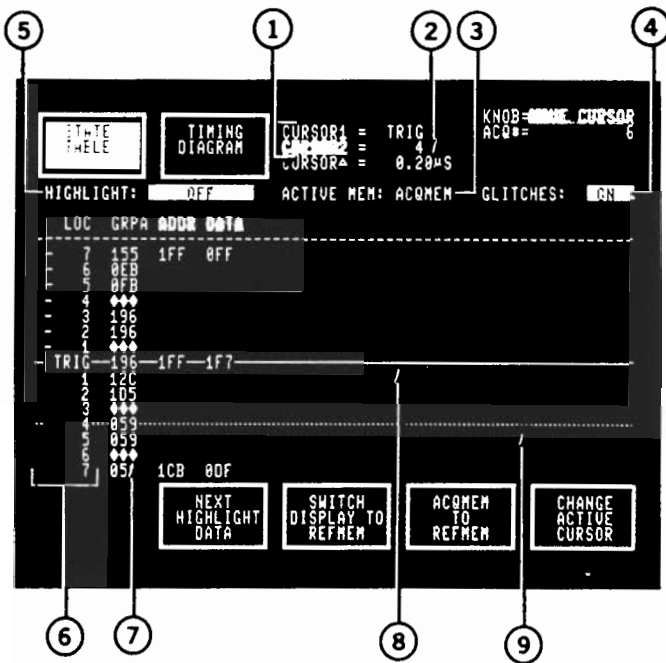 5 1 2 3 4
STATE TABLE
TIMING DIAGRAM
CURSOR1 = TRIG
CURSOR2 = 4
CURSOR△ = 0.20µS
KNOB=MOVE CURSOR
ACQ#= 6
HIGHLIGHT: OFF ACTIVE MEM: ACQMEM GLITCHES: ON
LOC GRPA ADDR DATA
- 7 155 1FF 0FF
- 6 0EB
- 5 0FB
- 4 ♦♦♦
- 3 196
- 2 196
- 1 ♦♦♦
TRIG 196 1FF 1F7
1 12C
2 1D5
3 ♦♦♦
4 059
5 059
6 ♦♦♦
7 05 1CB 0DF
NEXT HIGHLIGHT DATA
SWITCH DISPLAY TO REFMEM
ACQMEM TO REFMEM
CHANGE ACTIVE CURSOR
6 7 8 9